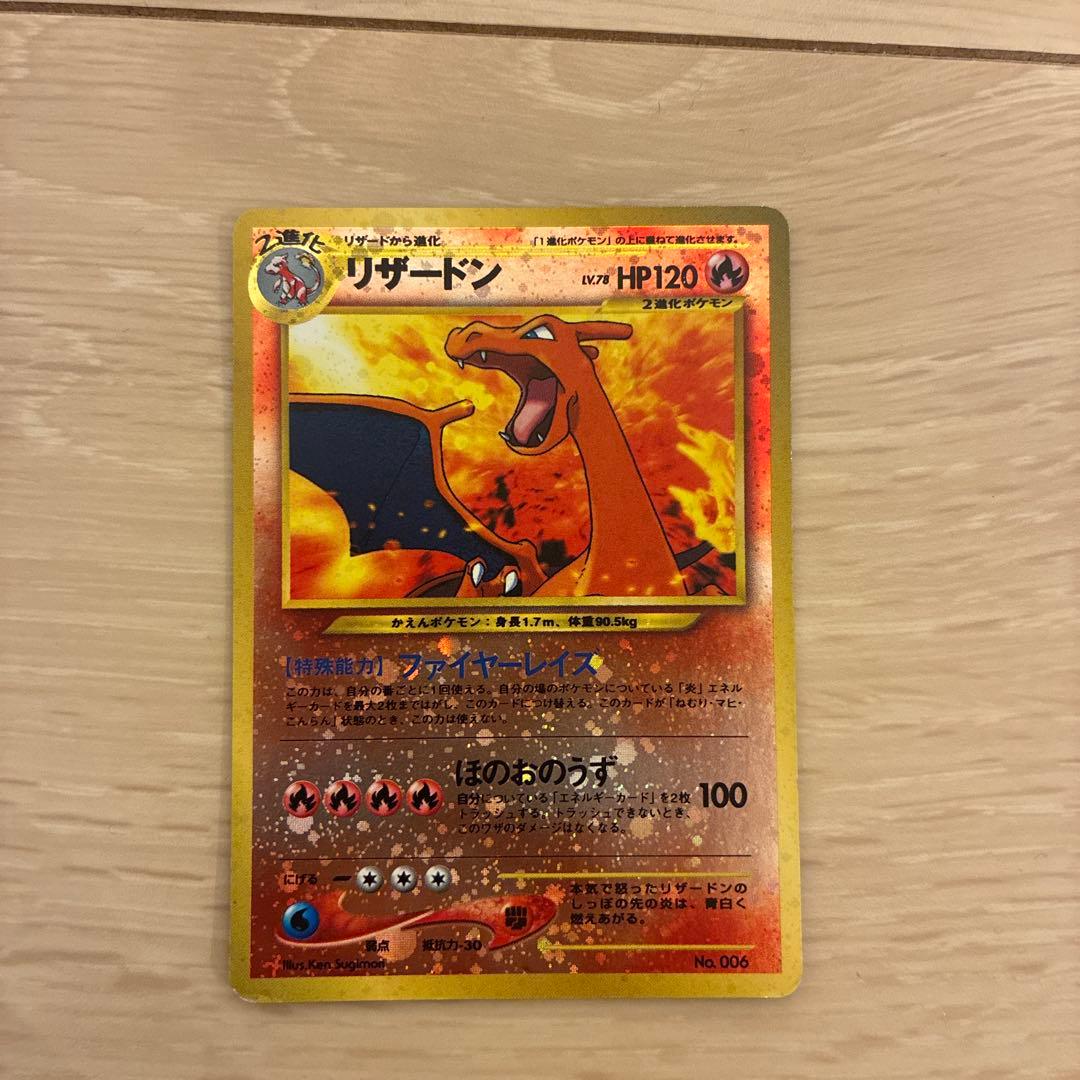 2進化
リザードから進化
「1進化ポケモン」の上に重ねて進化させます。
リザードン
LV.78 HP120
2進化ポケモン
かえんポケモン：身長1.7m、体重90.5kg
【特殊能力】ファイヤーレイズ
この力は、自分の番ごとに1回使える。自分の場のポケモンについている「炎」エネル
ギーカードを最大2枚まではがし、このカードにつけ替える。このカードが「ねむり・マヒ・
こんらん」状態のとき、この力は使えない。
ほのおのうず
自分についている「エネルギーカード」を2枚
トラッシュする。トラッシュできないとき、
このワザのダメージはなくなる。
100
にげる
本気で怒ったリザードンの
しっぽの先の炎は、青白く
燃えあがる。
弱点
抵抗力-30
Illus.Ken Sugimori
No. 006